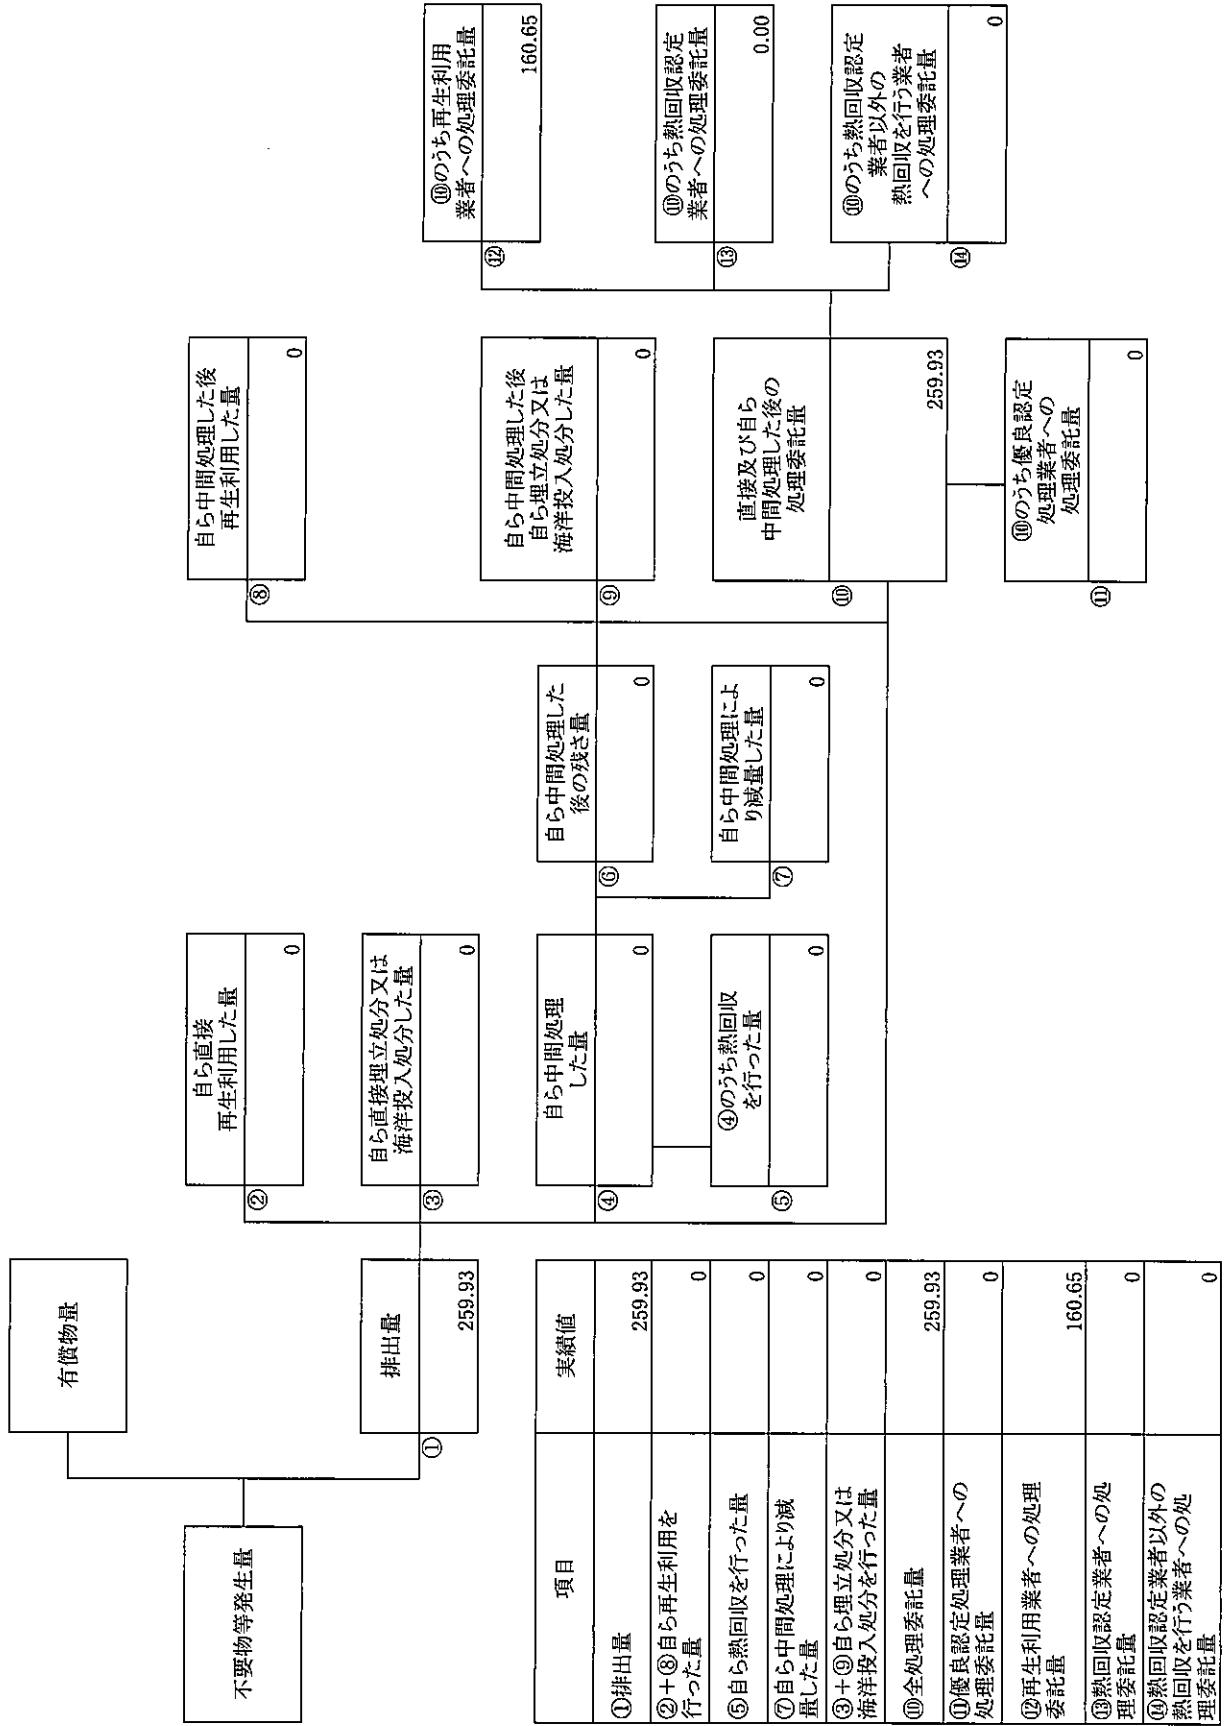 不要物等発生量
有償物量
①
排出量
259.93
②
自ら直接
再生利用した量
0
③
自ら直接埋立処分又は
海洋投入処分した量
0
④
自ら中間処理
した量
0
⑤
④のうち熱回収
を行った量
0
⑥
自ら中間処理した
後の残さ量
0
⑦
自ら中間処理によ
り減量した量
0
⑧
自ら中間処理した後
再生利用した量
0
⑨
自ら中間処理した後
自ら埋立処分又は
海洋投入処分した量
0
⑩
直接及び自ら
中間処理した後の
処理委託量
259.93
⑪
⑩のうち優良認定
処理業者への
処理委託量
0
⑫
⑩のうち再生利用
業者への処理委託量
160.65
⑬
⑩のうち熱回収認定
業者への処理委託量
0.00
⑭
⑩のうち熱回収認定
業者以外の
熱回収を行う業者
への処理委託量
0
項目 実績値
①排出量 259.93
②+⑧自ら再生利用を
行った量 0
⑤自ら熱回収を行った量 0
⑦自ら中間処理により減
量した量 0
③+⑨自ら埋立処分又は
海洋投入処分を行った量 0
⑩全処理委託量 259.93
⑪優良認定処理業者への
処理委託量 0
⑫再生利用業者への処理
委託量 160.65
⑬熱回収認定業者への処
理委託量 0
⑭熱回収認定業者以外の
熱回収を行う業者への処
理委託量 0